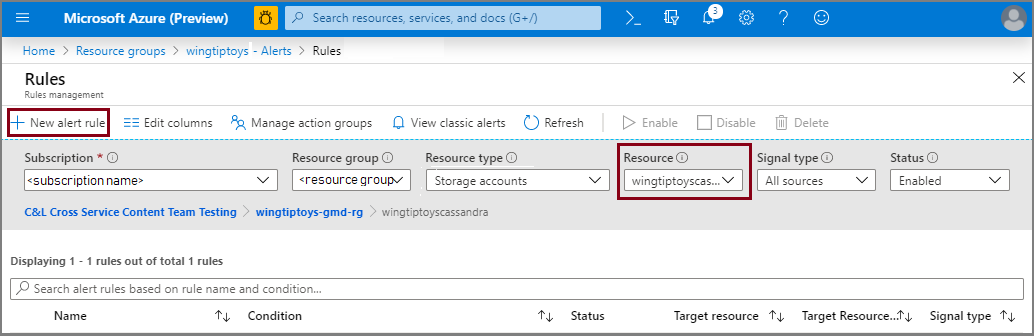 Microsoft Azure (Preview) Search resources, services, and docs (G+/) 3
Home > Resource groups > wingtiptoys - Alerts > Rules
Rules
Rules management
New alert rule Edit columns Manage action groups View classic alerts Refresh Enable Disable Delete
Subscription * Resource group Resource type Resource Signal type Status
<subscription name> <resource group Storage accounts wingtiptoyscas... All sources Enabled
C&L Cross Service Content Team Testing > wingtiptoys-gmd-rg > wingtiptoyscassandra
Displaying 1 - 1 rules out of total 1 rules
Search alert rules based on rule name and condition...
Name Condition Status Target resource Target Resource... Signal type